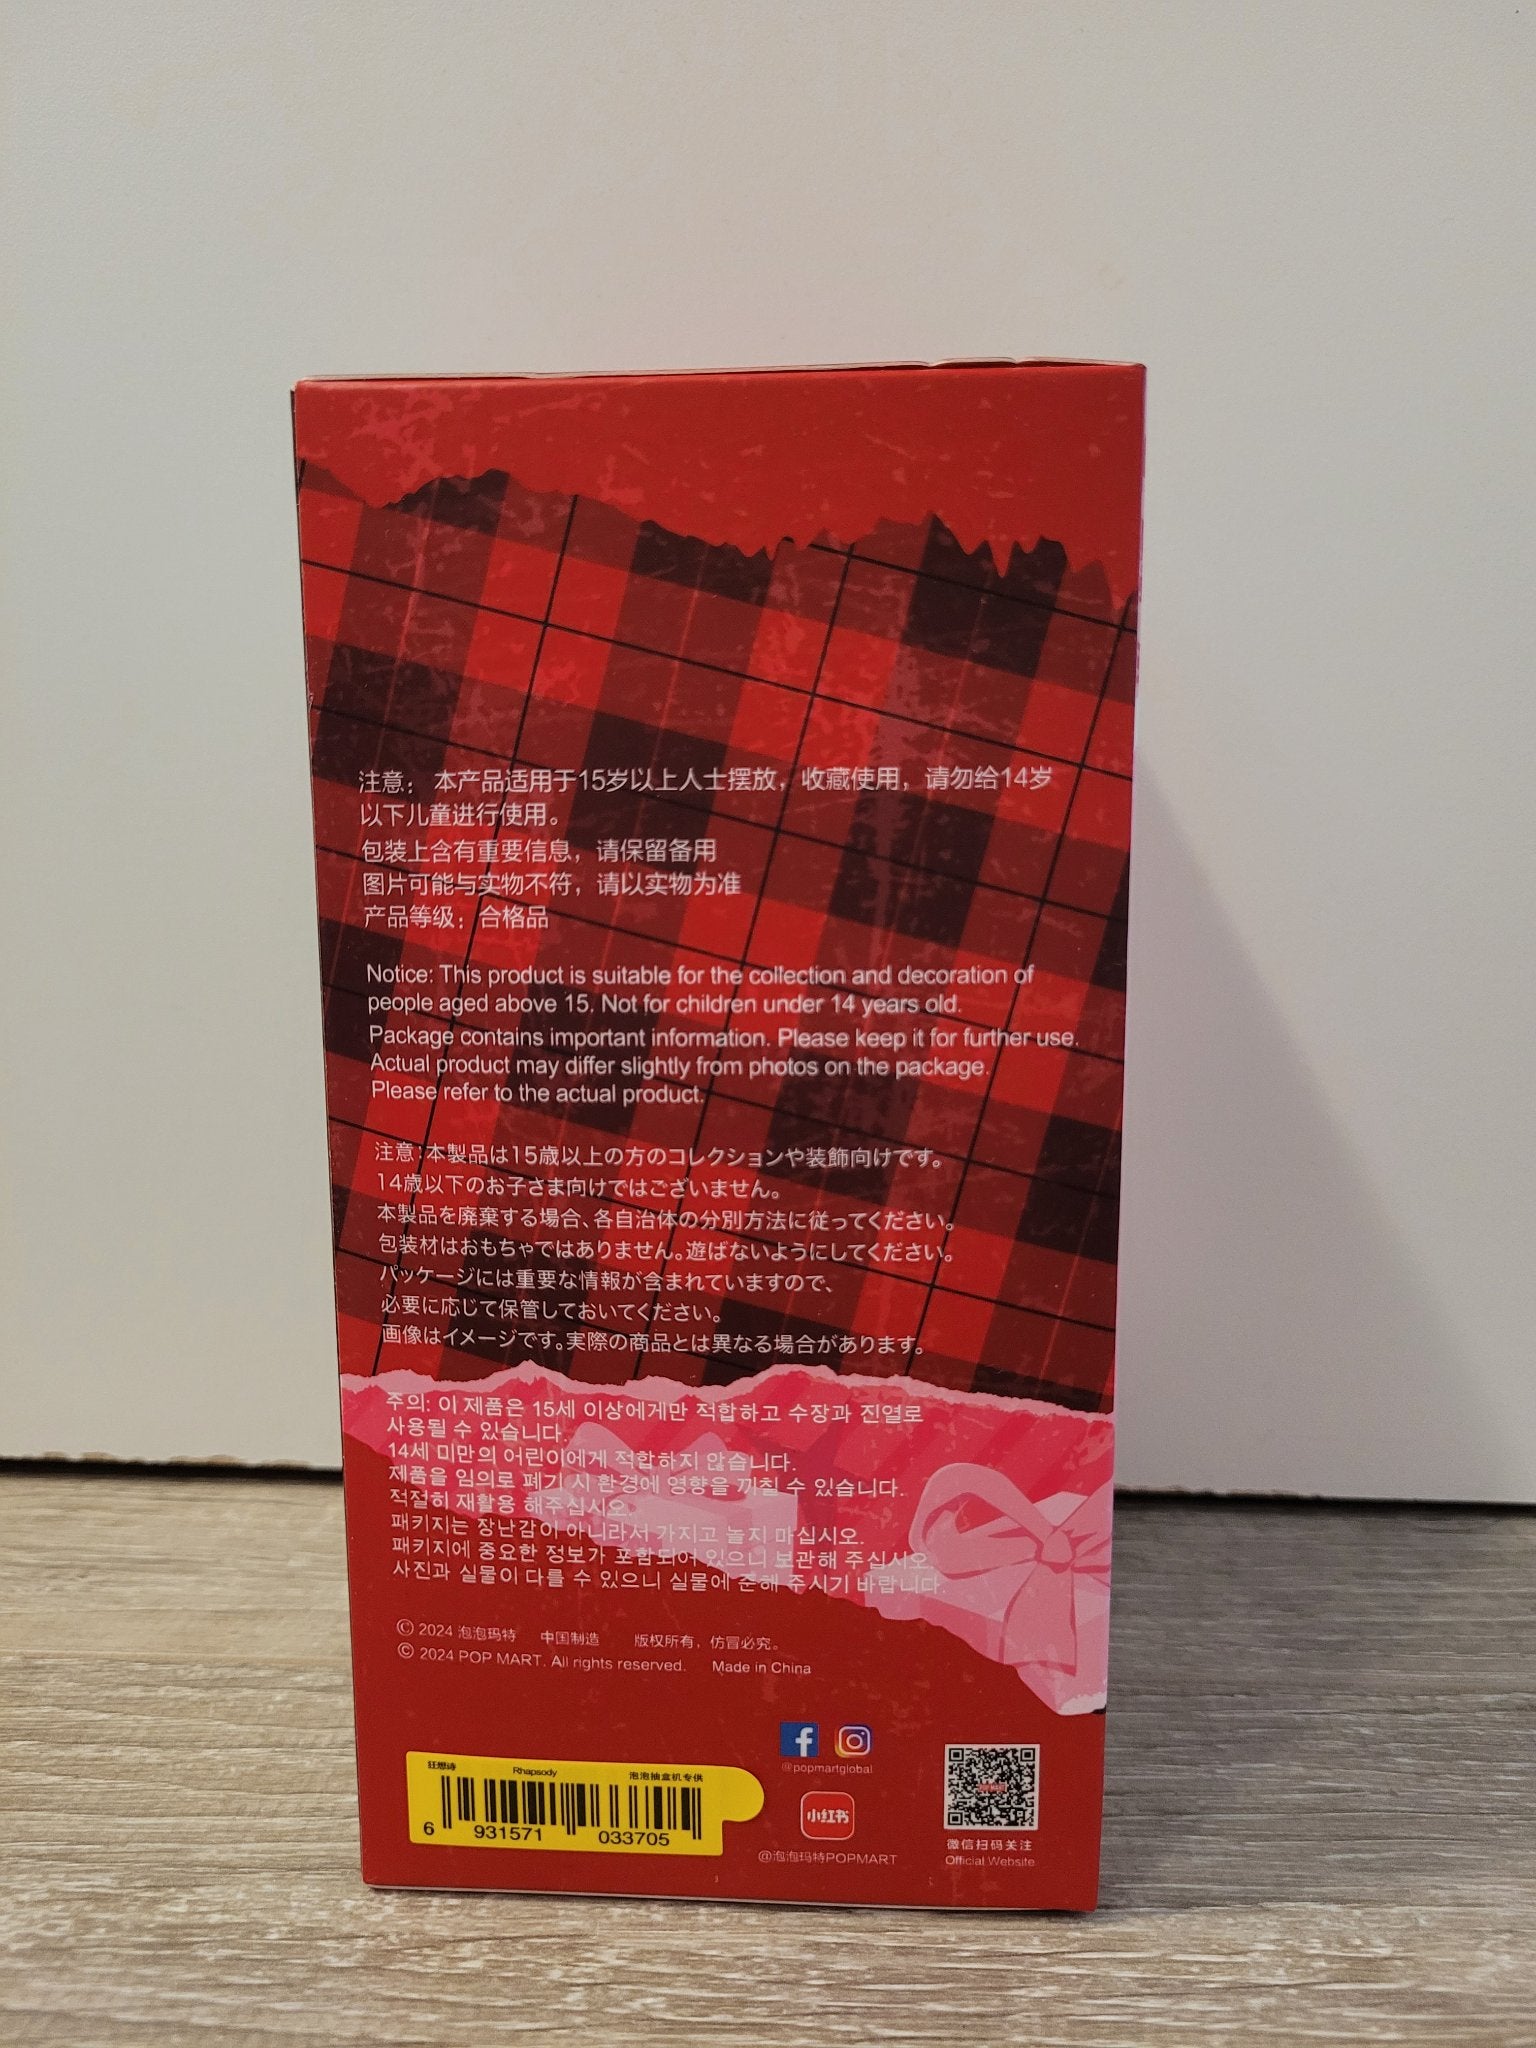 注意：本产品适用于15岁以上人士摆放，收藏使用，请勿给14岁
以下儿童进行使用。
包装上含有重要信息，请保留备用
图片可能与实物不符，请以实物为准
产品等级：合格品
Notice: This product is suitable for the collection and decoration of
people aged above 15. Not for children under 14 years old.
Package contains important information. Please keep it for further use.
Actual product may differ slightly from photos on the package.
Please refer to the actual product.
注意:本製品は15歳以上の方のコレクションや装飾向けです。
14歳以下のお子さま向けではございません。
本製品を廃棄する場合、各自治体の分別方法に従ってください。
包装材はおもちゃではありません。遊ばないようにしてください。
パッケージには重要な情報が含まれていますので、
必要に応じて保管しておいてください。
画像はイメージです。実際の商品とは異なる場合があります。
주의: 이 제품은 15세 이상에게만 적합하고 수장과 진열로
사용될 수 있습니다.
14세 미만의 어린이에게 적합하지 않습니다.
제품을 임의로 폐기 시 환경에 영향을 끼칠 수 있습니다.
적절히 재활용 해주십시오.
패키지는 장난감이 아니라서 가지고 놀지 마십시오.
패키지에 중요한 정보가 포함되어 있으니 보관해 주십시오.
사진과 실물이 다를 수 있으니 실물에 준해 주시기 바랍니다.
© 2024 泡泡玛特 中国制造 版权所有，仿冒必究。
© 2024 POP MART. All rights reserved. Made in China
@popmartglobal
狂想诗 Rhapsody 泡泡抽盒机专供
6 931571 033705
小红书
@泡泡玛特POPMART
POP MART
微信扫码关注
Official Website